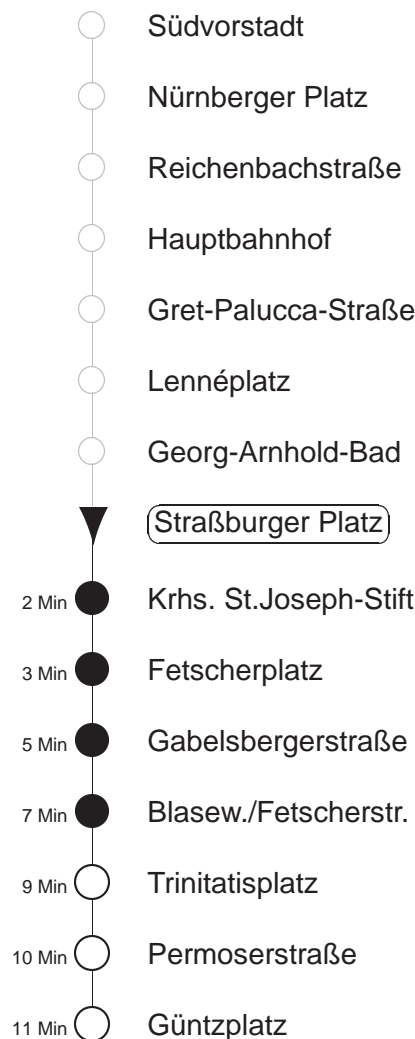 Südvorstadt
Nürnberger Platz
Reichenbachstraße
Hauptbahnhof
Gret-Palucca-Straße
Lennéplatz
Georg-Arnhold-Bad
Straßburger Platz
2 Min Krhs. St.Joseph-Stift
3 Min Fetscherplatz
5 Min Gabelsbergerstraße
7 Min Blasew./Fetscherstr.
9 Min Trinitatisplatz
10 Min Permoserstraße
11 Min Güntzplatz